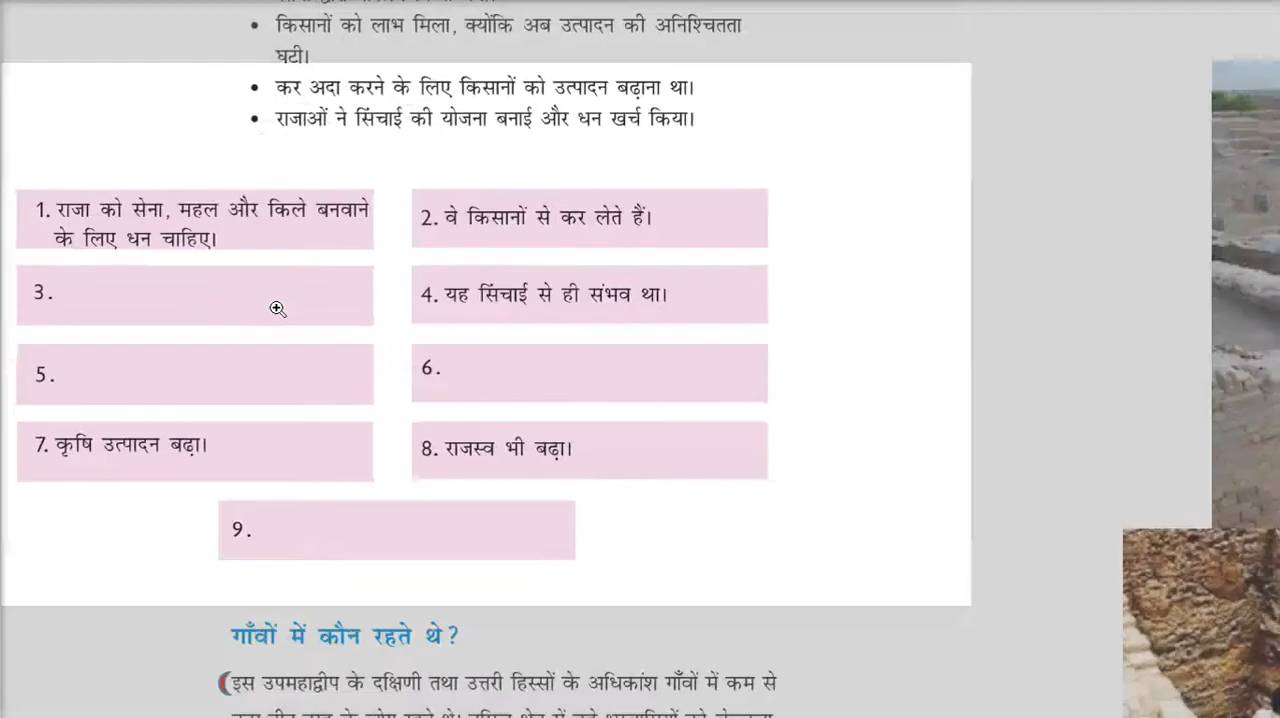 • किसानों को लाभ मिला, क्योंकि अब उत्पादन की अनिश्चितता
घटी।
• कर अदा करने के लिए किसानों को उत्पादन बढ़ाना था।
• राजाओं ने सिंचाई की योजना बनाई और धन खर्च किया।
1. राजा को सेना, महल और किले बनवाने
के लिए धन चाहिए।
2. वे किसानों से कर लेते हैं।
3.
4. यह सिंचाई से ही संभव था।
5.
6.
7. कृषि उत्पादन बढ़ा।
8. राजस्व भी बढ़ा।
9.
गाँवों में कौन रहते थे?
इस उपमहाद्वीप के दक्षिणी तथा उत्तरी हिस्सों के अधिकांश गाँवों में कम से